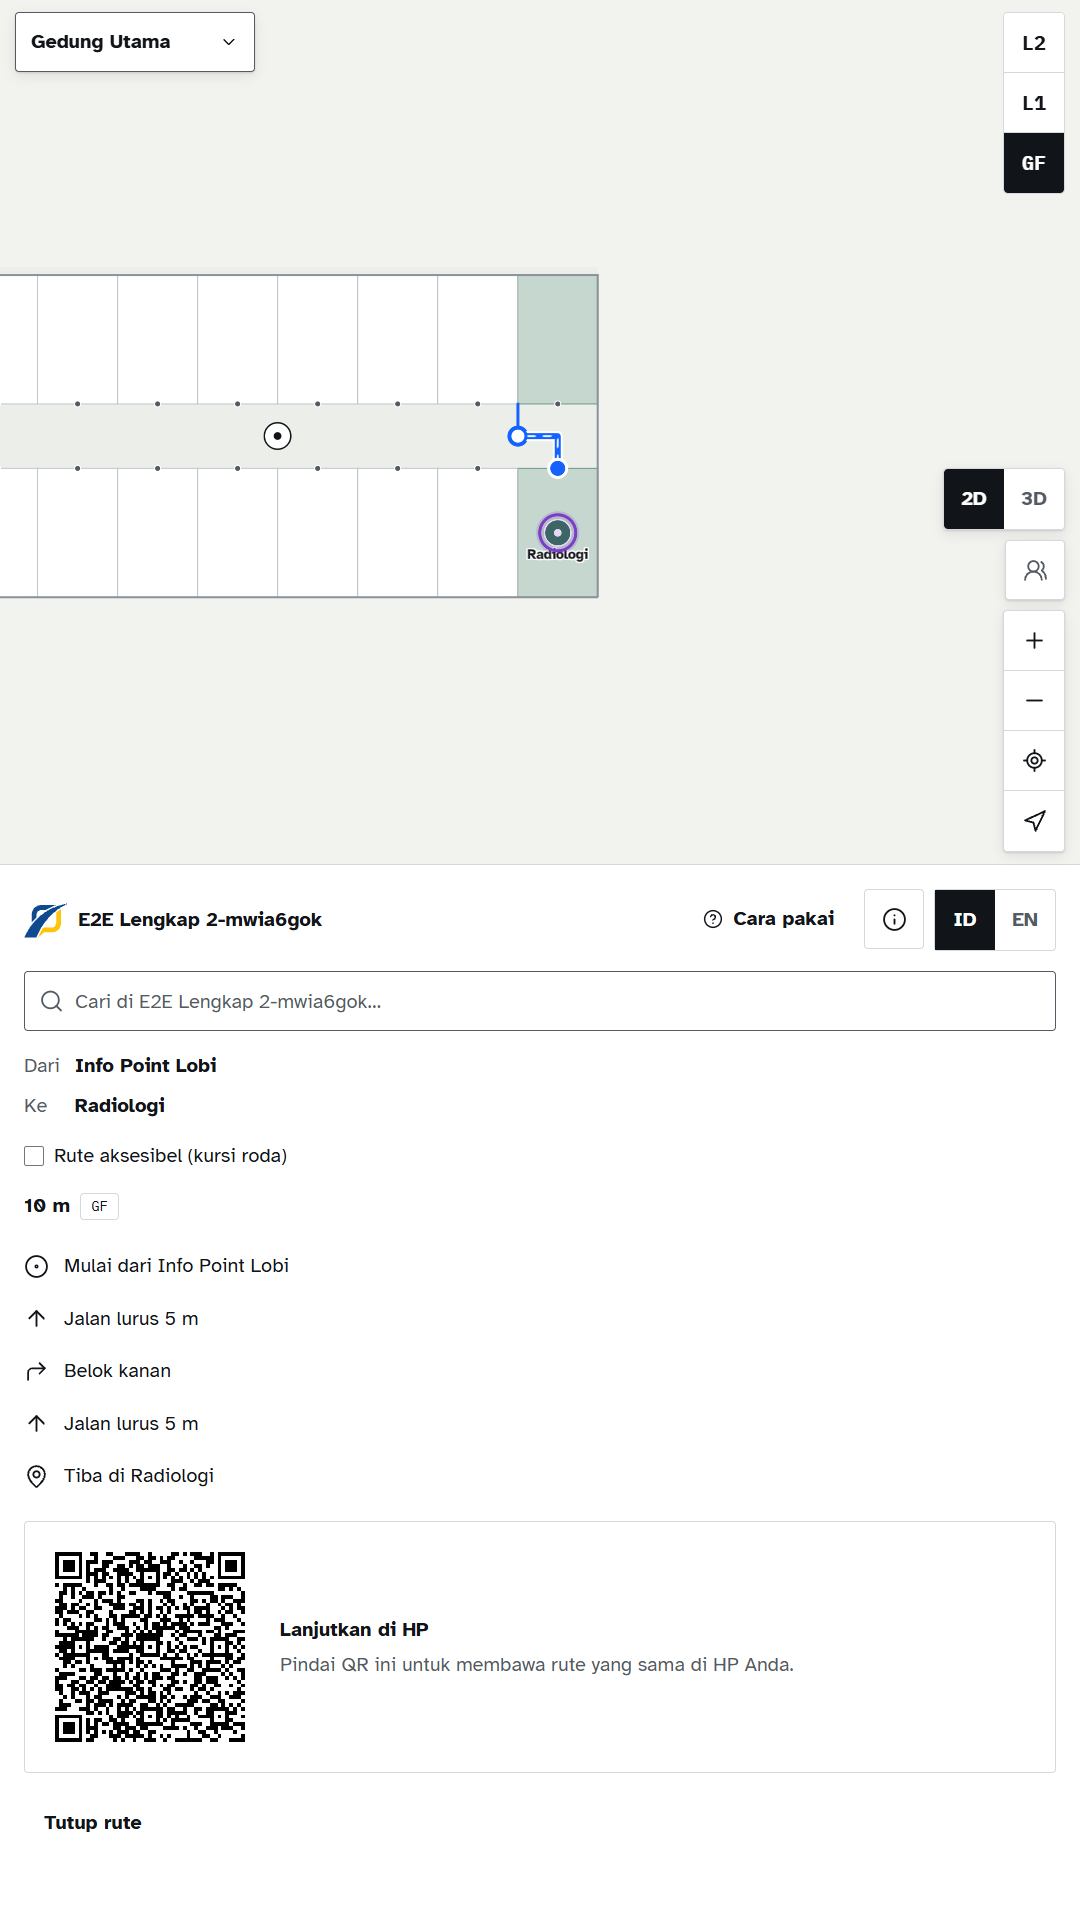 Gedung Utama
L2
L1
GF
2D 3D
Radiologi
E2E Lengkap 2-mwia6gok
Cara pakai
ID EN
Cari di E2E Lengkap 2-mwia6gok...
Dari Info Point Lobi
Ke Radiologi
Rute aksesibel (kursi roda)
10 m GF
Mulai dari Info Point Lobi
Jalan lurus 5 m
Belok kanan
Jalan lurus 5 m
Tiba di Radiologi
Lanjutkan di HP
Pindai QR ini untuk membawa rute yang sama di HP Anda.
Tutup rute